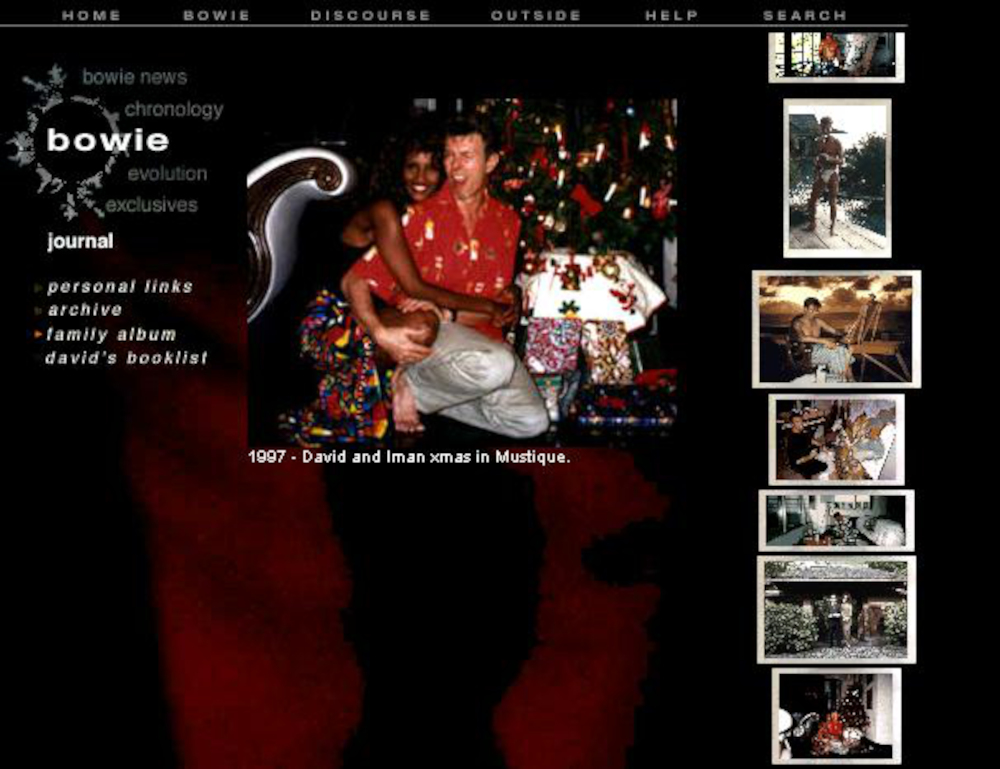 HOME BOWIE DISCOURSE OUTSIDE HELP SEARCH
bowie news
chronology
bowie
evolution
exclusives
journal
personal links
archive
family album
david's booklist
1997 - David and Iman xmas in Mustique.